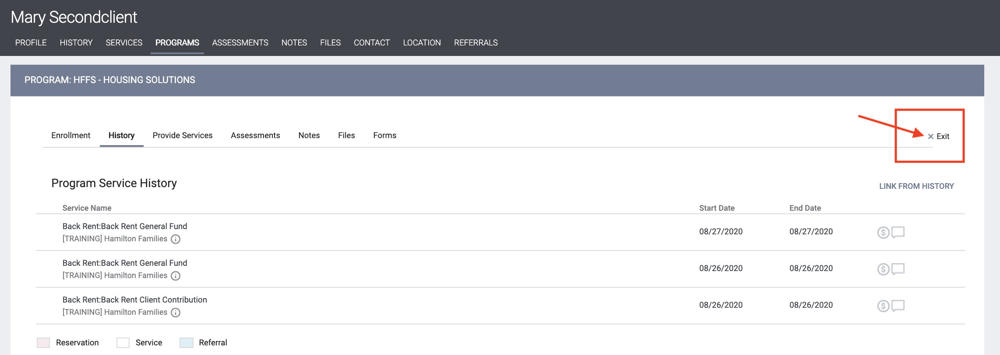 Mary Secondclient
PROFILE HISTORY SERVICES PROGRAMS ASSESSMENTS NOTES FILES CONTACT LOCATION REFERRALS
PROGRAM: HFFS - HOUSING SOLUTIONS
Enrollment History Provide Services Assessments Notes Files Forms Exit
Program Service History
LINK FROM HISTORY
Service Name Start Date End Date
Back Rent:Back Rent General Fund
[TRAINING] Hamilton Families
08/27/2020 08/27/2020
Back Rent:Back Rent General Fund
[TRAINING] Hamilton Families
08/26/2020 08/26/2020
Back Rent:Back Rent Client Contribution
[TRAINING] Hamilton Families
08/26/2020 08/26/2020
Reservation Service Referral